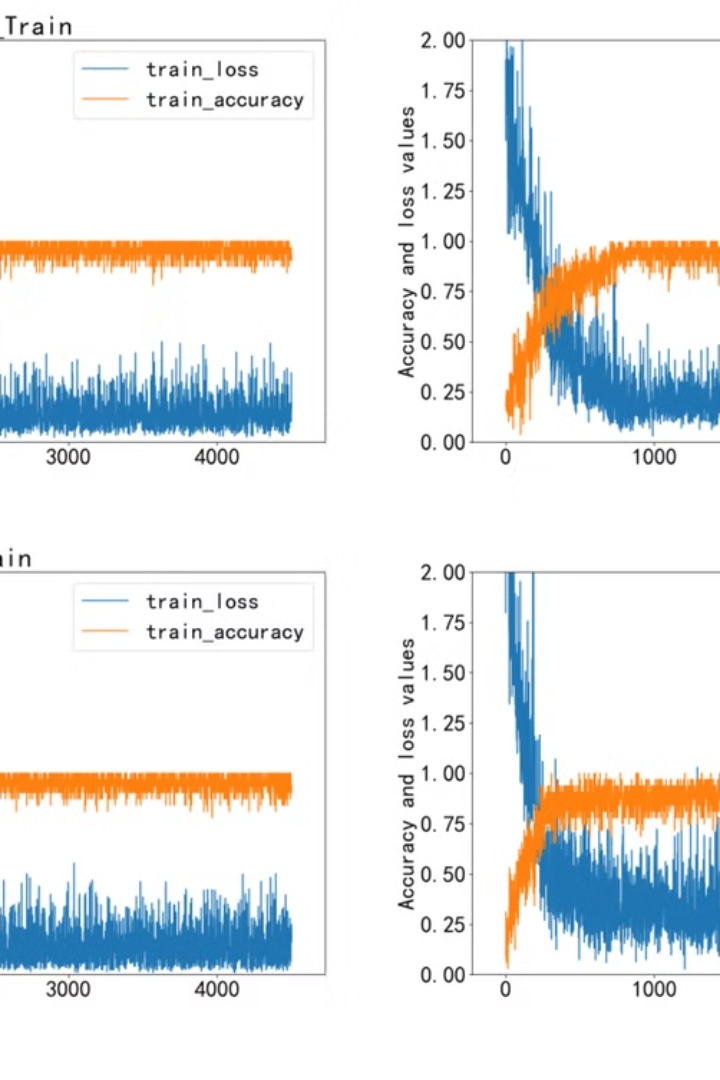 _Train
train_loss
train_accuracy
3000 4000
Accuracy and loss values
2.00
1.75
1.50
1.25
1.00
0.75
0.50
0.25
0.00
0 1000
ain
train_loss
train_accuracy
3000 4000
Accuracy and loss values
2.00
1.75
1.50
1.25
1.00
0.75
0.50
0.25
0.00
0 1000